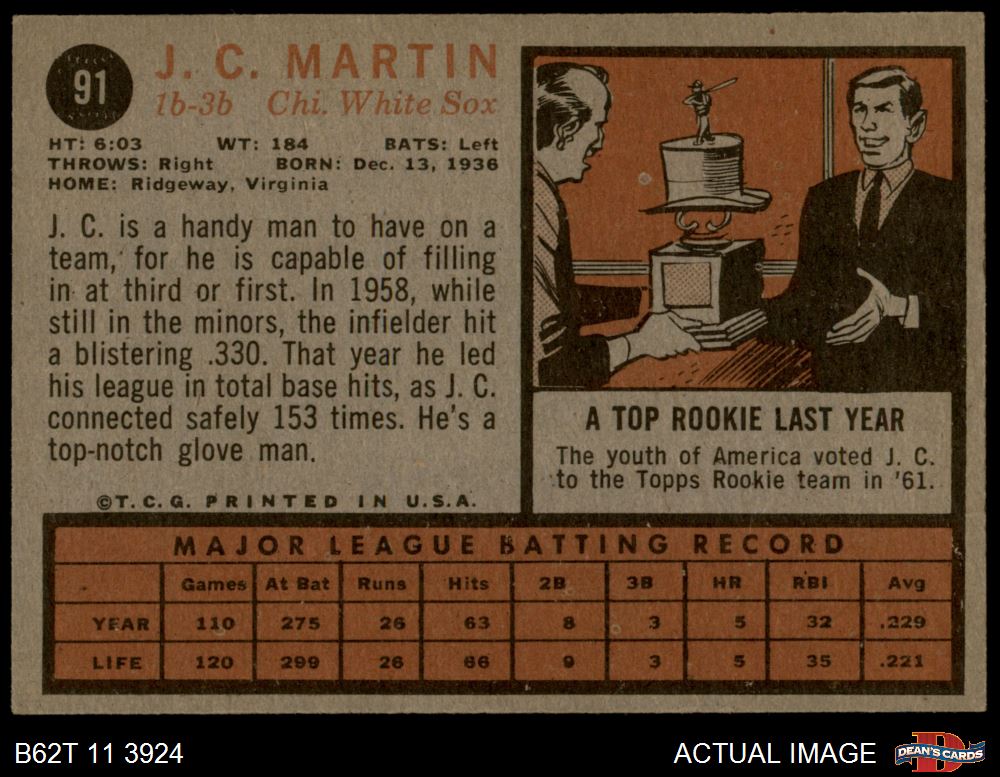 91
J. C. MARTIN
1b-3b Chi. White Sox
HT: 6:03 WT: 184 BATS: Left
THROWS: Right BORN: Dec. 13, 1936
HOME: Ridgeway, Virginia
J. C. is a handy man to have on a
team, for he is capable of filling
in at third or first. In 1958, while
still in the minors, the infielder hit
a blistering .330. That year he led
his league in total base hits, as J. C.
connected safely 153 times. He's a
top-notch glove man.
©T.C.G. PRINTED IN U.S.A.
A TOP ROOKIE LAST YEAR
The youth of America voted J. C.
to the Topps Rookie team in '61.
MAJOR LEAGUE BATTING RECORD
Games At Bat Runs Hits 2B 3B HR RBI Avg
YEAR 110 275 26 63 8 3 5 32 .229
LIFE 120 299 26 66 9 3 5 35 .221
B62T 11 3924
ACTUAL IMAGE
DEAN'S CARDS